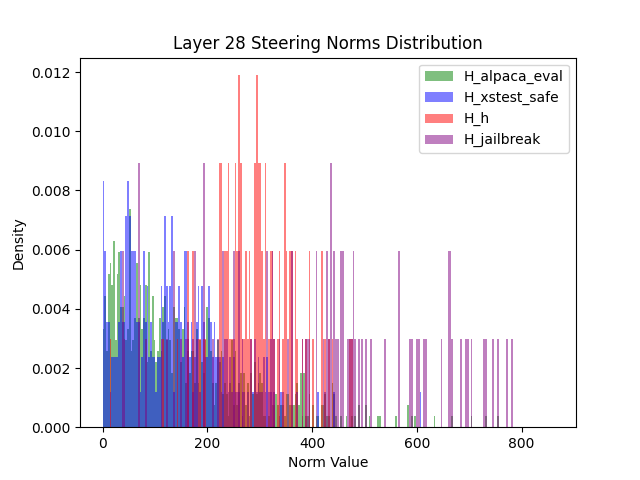 Layer 28 Steering Norms Distribution
H_alpaca_eval
H_xstest_safe
H_h
H_jailbreak
0.012
0.010
0.008
0.006
0.004
0.002
0.000
Density
0 200 400 600 800
Norm Value